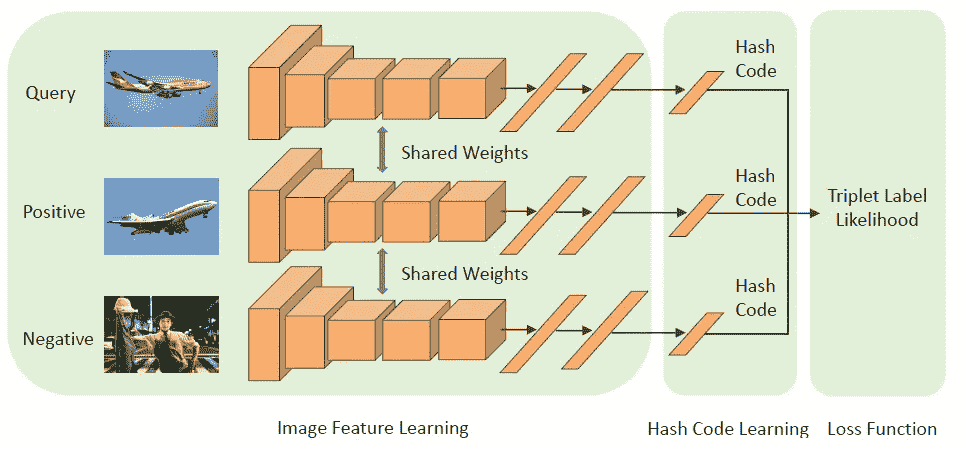 Query
Hash
Code
Shared Weights
Positive
Hash
Code
Triplet Label
Likelihood
Shared Weights
Negative
Hash
Code
Image Feature Learning
Hash Code Learning
Loss Function